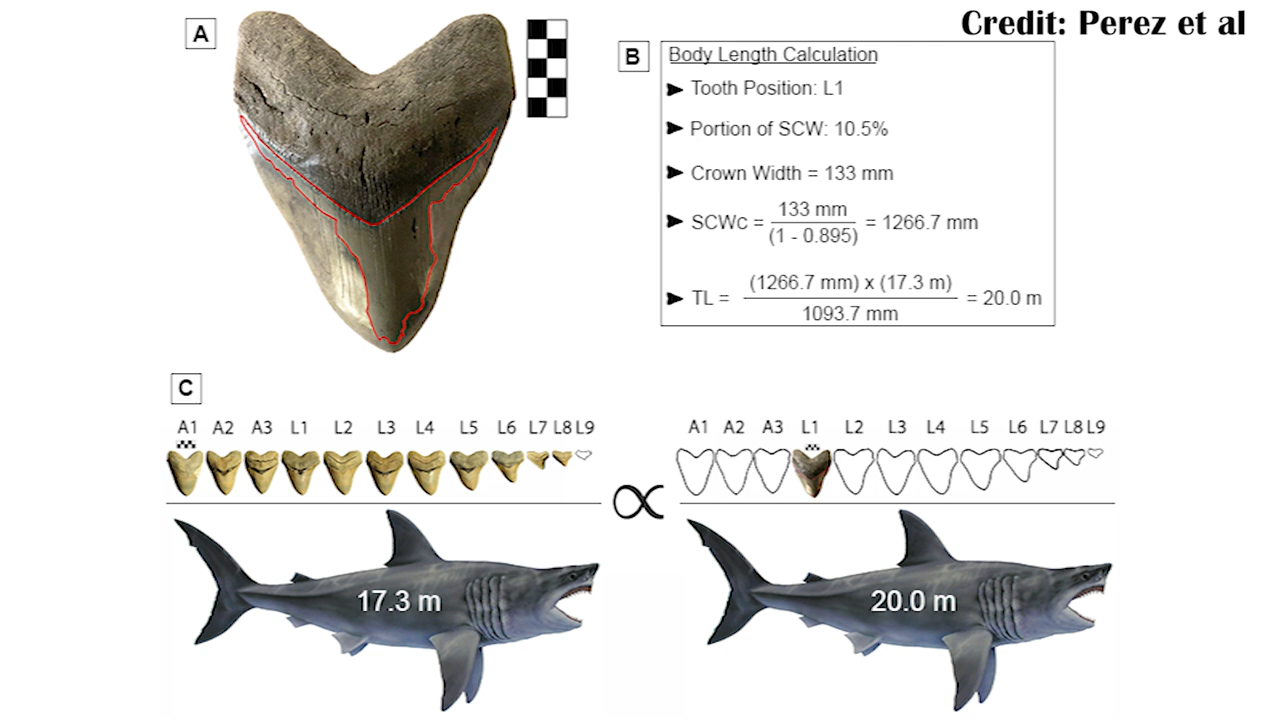 Credit: Perez et al
A
B
Body Length Calculation
Tooth Position: L1
Portion of SCW: 10.5%
Crown Width = 133 mm
SCWc = 133 mm / (1 - 0.895) = 1266.7 mm
TL = (1266.7 mm) x (17.3 m) / 1093.7 mm = 20.0 m
C
A1 A2 A3 L1 L2 L3 L4 L5 L6 L7 L8 L9
A1 A2 A3 L1 L2 L3 L4 L5 L6 L7 L8 L9
∝
17.3 m
20.0 m